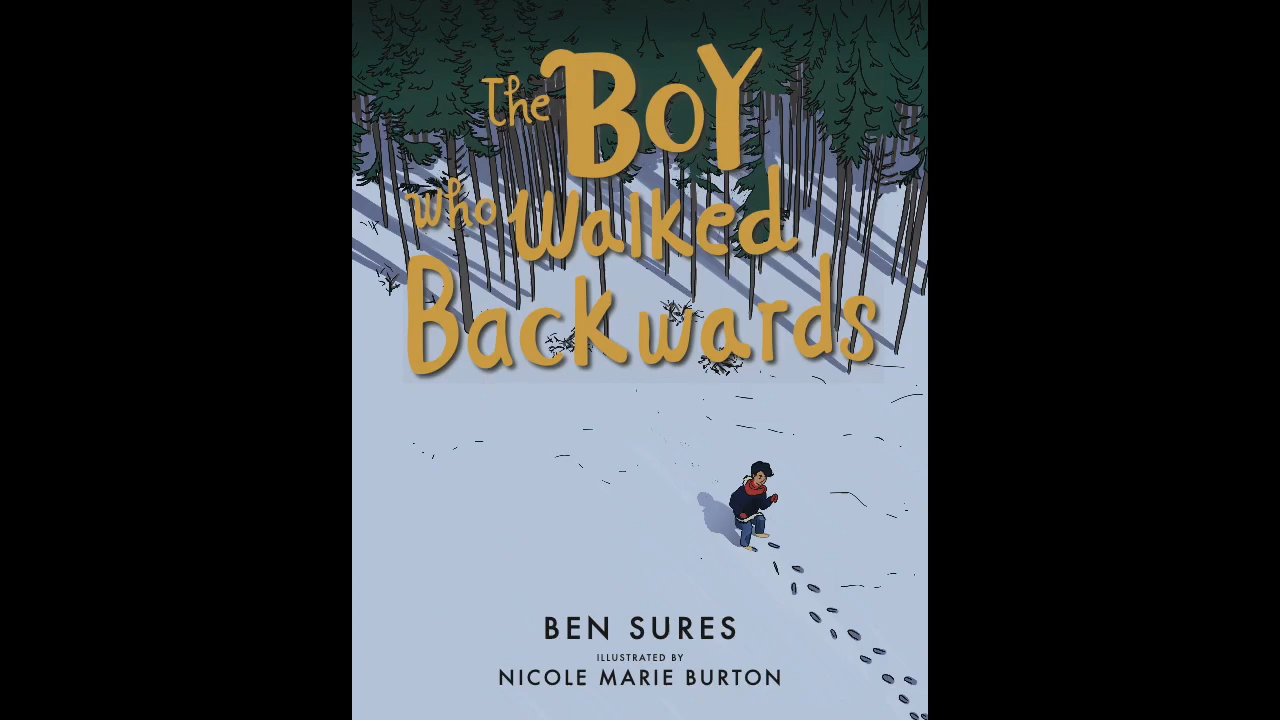 The BOY
who Walked
Backwards
BEN SURES
ILLUSTRATED BY
NICOLE MARIE BURTON